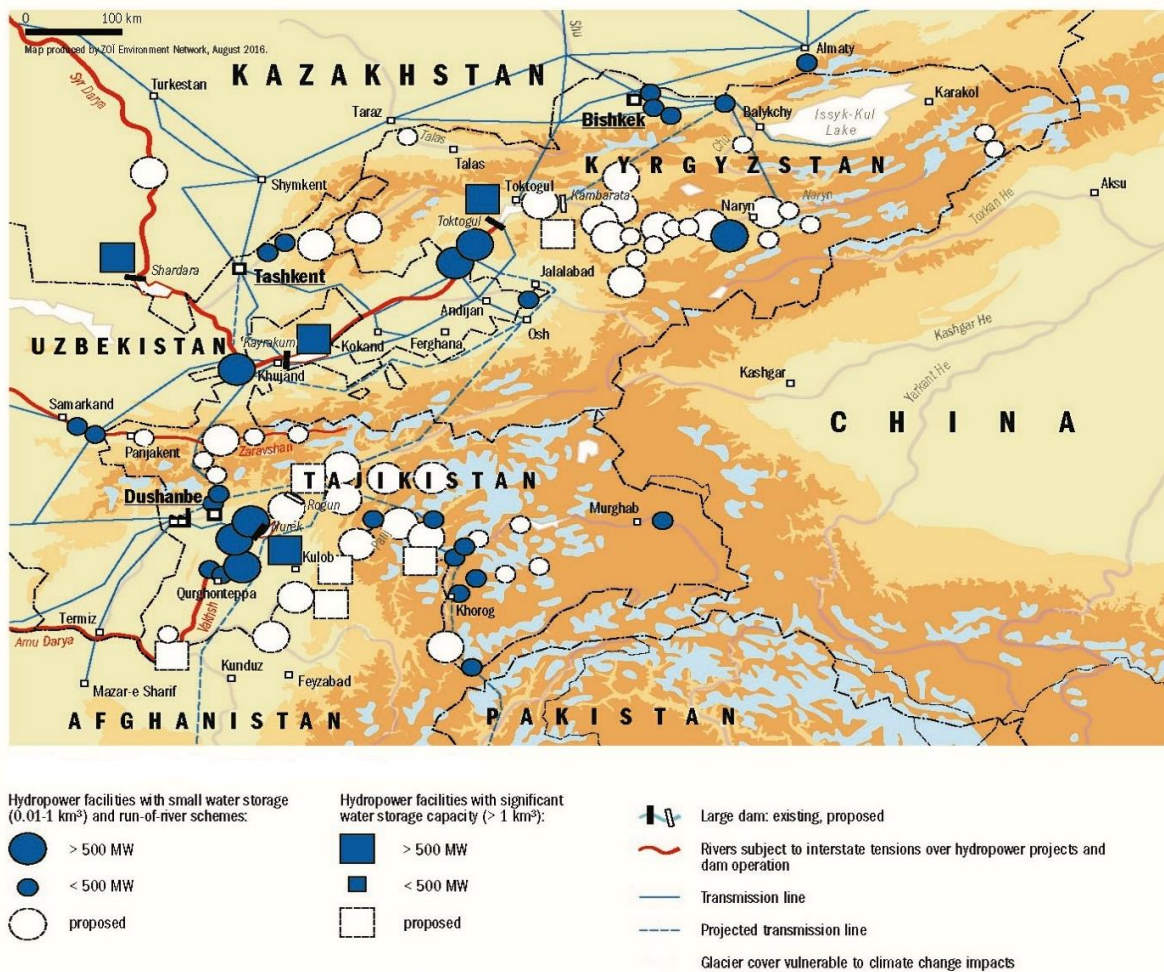 0 100 km
Map produced by ZOÏ Environment Network, August 2016.
Syr Darya
Turkestan
KAZAKHSTAN
Shu
Almaty
Taraz
Talas
Talas
Bishkek
Balykchy
Issyk-Kul
Lake
Karakol
Chu
KYRGYZSTAN
Shymkent
Toktogul
Kambarata
Toktogul
Naryn
Naryn
Aksu
Toxkan He
Shardara
Tashkent
Jalalabad
Andijan
Osh
UZBEKISTAN
Kayrakum
Kokand
Ferghana
Khujand
Kashgar He
Kashgar
Yarkant He
CHINA
Samarkand
Panjakent
Zaravshan
TAJIKISTAN
Dushanbe
Rogun
Nurek
Murghab
Kulob
Panj
Qurghonteppa
Vakhsh
Khorog
Termiz
Amu Darya
Kunduz
Feyzabad
Mazar-e Sharif
AFGHANISTAN
PAKISTAN
Hydropower facilities with small water storage
(0.01-1 km³) and run-of-river schemes:
> 500 MW
< 500 MW
proposed
Hydropower facilities with significant
water storage capacity (> 1 km³):
> 500 MW
< 500 MW
proposed
Large dam: existing, proposed
Rivers subject to interstate tensions over hydropower projects and
dam operation
Transmission line
Projected transmission line
Glacier cover vulnerable to climate change impacts